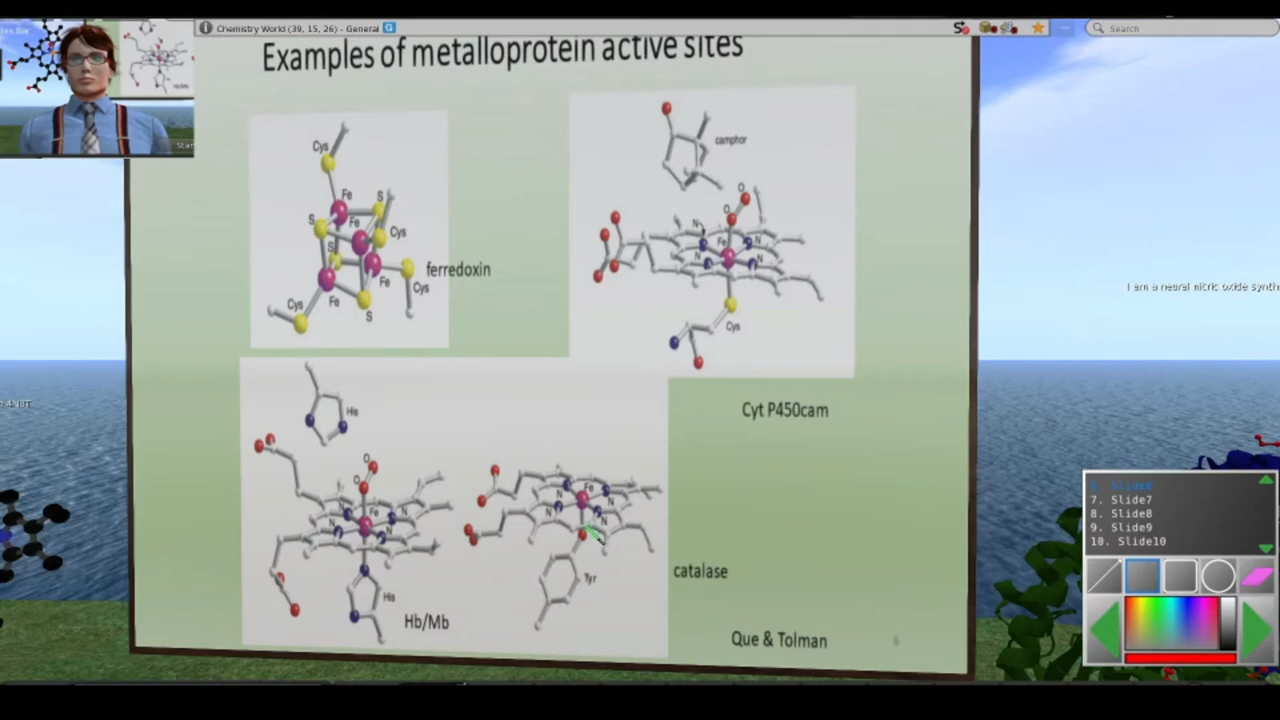 Chemistry World (39, 15, 26) - General
Search
Examples of metalloprotein active sites
Cys
Fe
S
S
Fe
Cys
S
Fe
Cys
Cys
Fe
S
ferredoxin
camphor
O
O
N
Fe
N
N
N
Cys
Cyt P450cam
I am a neural nitric oxide synth
His
O
O
Fe
N
N
N
N
His
Hb/Mb
Fe
N
N
N
N
Tyr
catalase
Que & Tolman
6
7. Slide7
8. Slide8
9. Slide9
10. Slide10